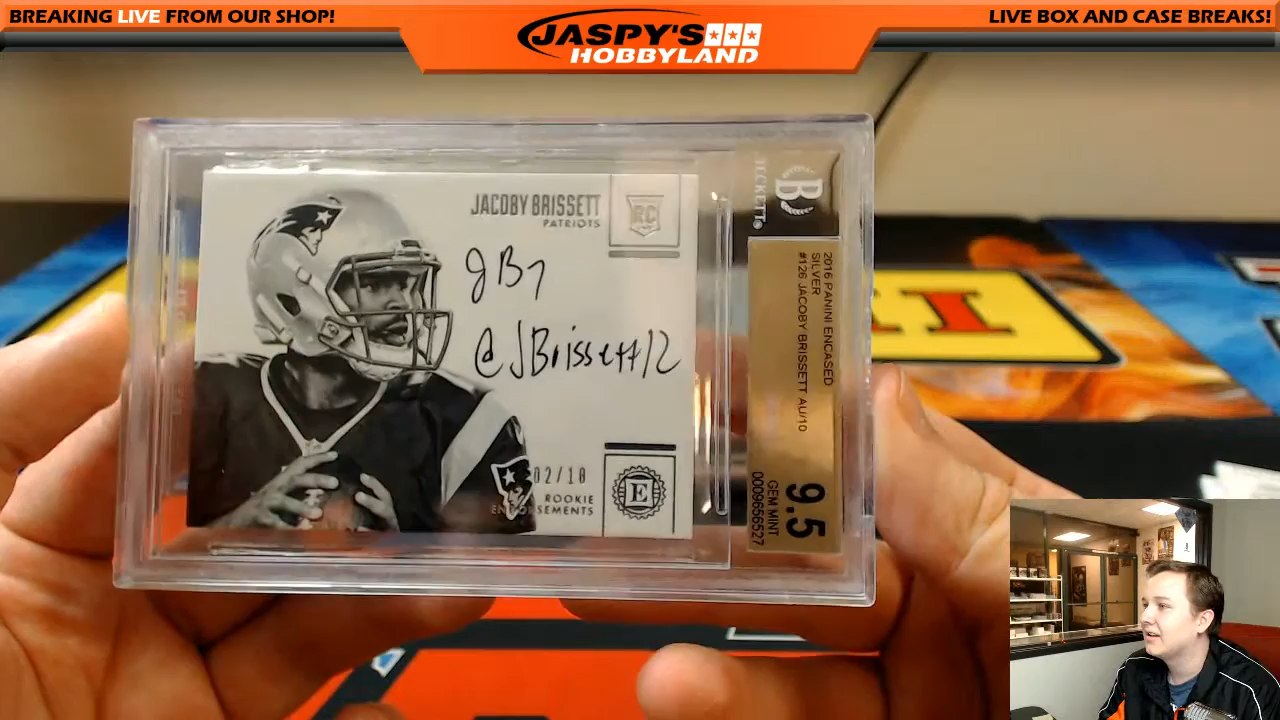 BREAKING LIVE FROM OUR SHOP!
JASPY'S
HOBBYLAND
LIVE BOX AND CASE BREAKS!
JACOBY BRISSETT
PATRIOTS
RC
JB7
@JBrissett12
02/10
ROOKIE
ENDORSEMENTS
E
B
BECKETT
2016 PANINI ENCASED
SILVER
#126 JACOBY BRISSETT AU/10
9.5
GEM MINT
0009656527